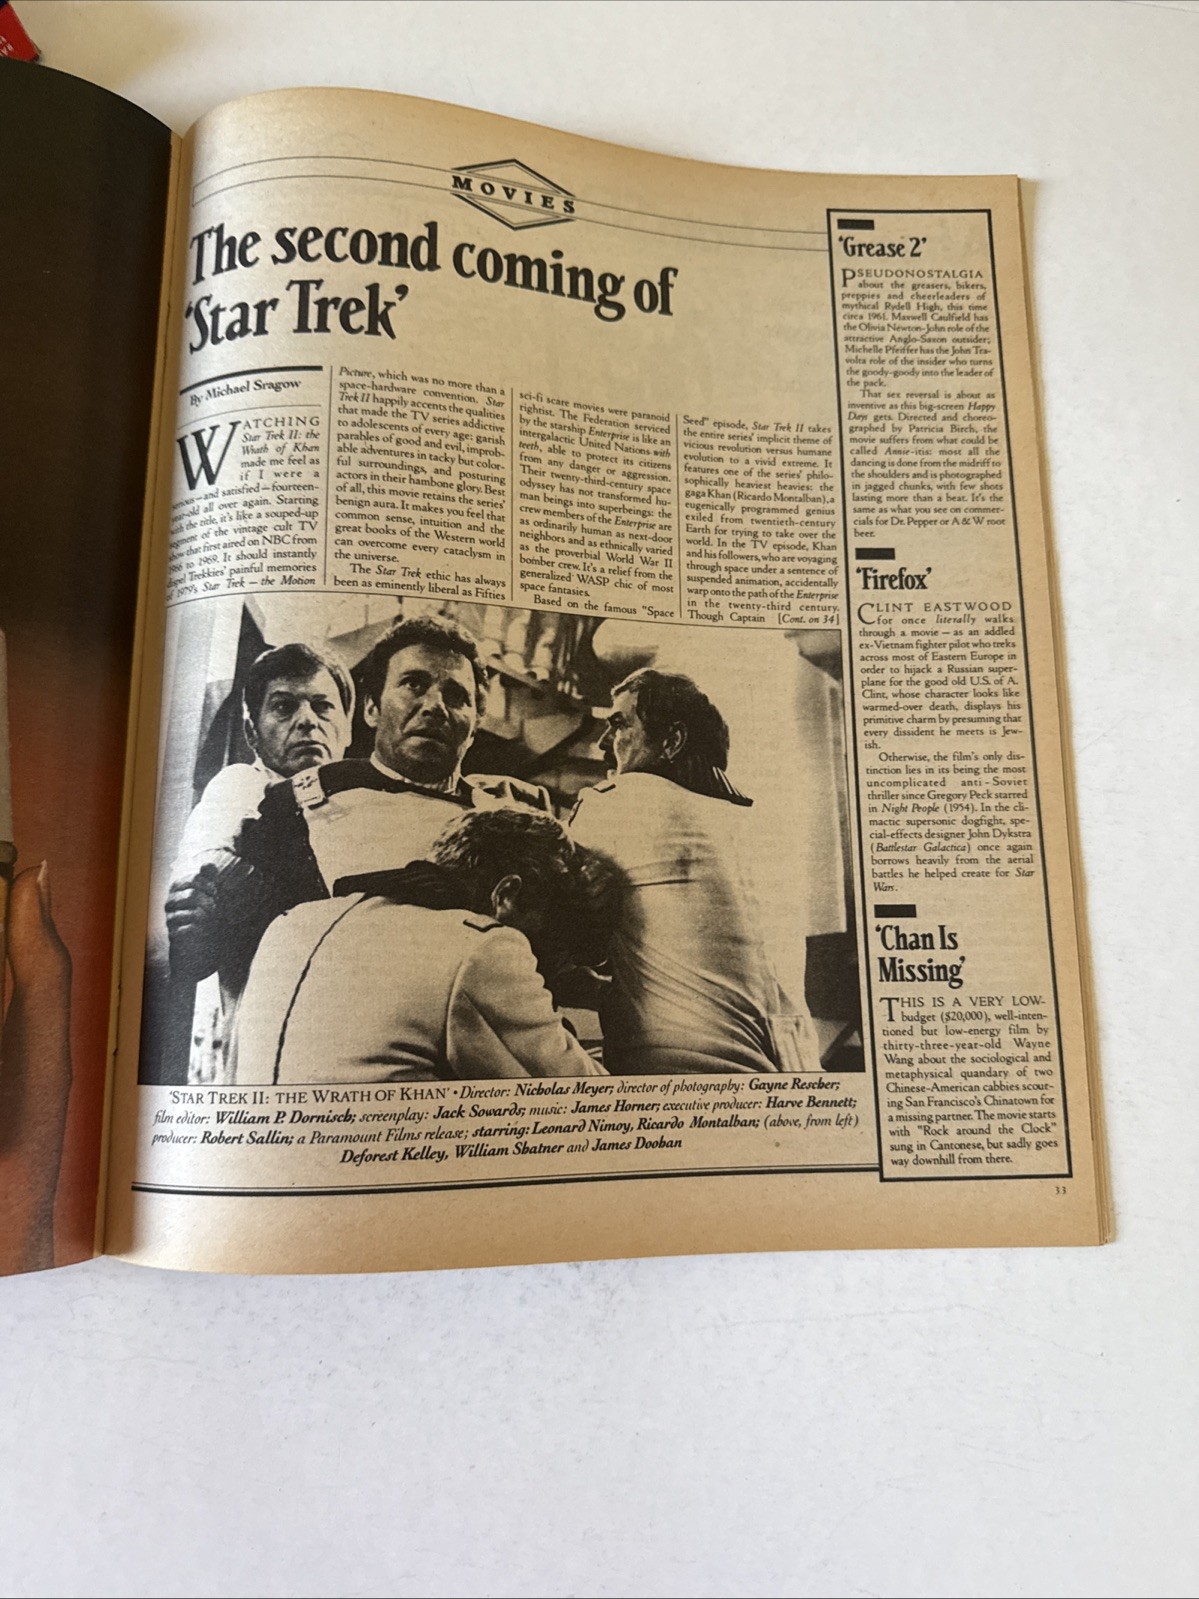 MOVIES
The second coming of
'Star Trek'
By Michael Sragow
WATCHING
Star Trek II: the
Wrath of Khan
made me feel as
if I were a
serious—and satisfied—fourteen-
year-old all over again. Starting
with the title, it's like a souped-up
segment of the vintage cult TV
show that first aired on NBC from
1966 to 1969. It should instantly
dispel Trekkies' painful memories
of 1979's Star Trek—the Motion
Picture, which was no more than a
space-hardware convention. Star
Trek II happily accents the qualities
that made the TV series addictive
to adolescents of every age: garish
parables of good and evil, improb-
able adventures in tacky but color-
ful surroundings, and posturing
actors in their hambone glory. Best
of all, this movie retains the series'
benign aura. It makes you feel that
common sense, intuition and the
great books of the Western world
can overcome every cataclysm in
the universe.
The Star Trek ethic has always
been as eminently liberal as Fifties
sci-fi scare movies were paranoid
rightist. The Federation serviced
by the starship Enterprise is like an
intergalactic United Nations with
teeth, able to protect its citizens
from any danger or aggression.
Their twenty-third-century space
odyssey has not transformed hu-
man beings into superbeings: the
crew members of the Enterprise are
as ordinarily human as next-door
neighbors and as ethnically varied
as the proverbial World War II
bomber crew. It's a relief from the
generalized WASP chic of most
space fantasies.
Based on the famous "Space
Seed" episode, Star Trek II takes
the entire series' implicit theme of
vicious revolution versus humane
evolution to a vivid extreme. It
features one of the series' philo-
sophically heaviest heavies: the
gaga Khan (Ricardo Montalban), a
eugenically programmed genius
exiled from twentieth-century
Earth for trying to take over the
world. In the TV episode, Khan
and his followers, who are voyaging
through space under a sentence of
suspended animation, accidentally
warp onto the path of the Enterprise
in the twenty-third century.
Though Captain [Cont. on 34]
'STAR TREK II: THE WRATH OF KHAN' • Director: Nicholas Meyer; director of photography: Gayne Rescher;
film editor: William P. Dornisch; screenplay: Jack Sowards; music: James Horner; executive producer: Harve Bennett;
producer: Robert Sallin; a Paramount Films release; starring: Leonard Nimoy, Ricardo Montalban; (above, from left)
Deforest Kelley, William Shatner and James Doohan
'Grease 2'
PSEUDONOSTALGIA
about the greasers, bikers,
preppies and cheerleaders of
mythical Rydell High, this time
circa 1961. Maxwell Caulfield has
the Olivia Newton-John role of the
attractive Anglo-Saxon outsider;
Michelle Pfeiffer has the John Tra-
volta role of the insider who turns
the goody-goody into the leader of
the pack.
That sex reversal is about as
inventive as this big-screen Happy
Days gets. Directed and choreo-
graphed by Patricia Birch, the
movie suffers from what could be
called Annie-itis: most all the
dancing is done from the midriff to
the shoulders and is photographed
in jagged chunks, with few shots
lasting more than a beat. It's the
same as what you see on commer-
cials for Dr. Pepper or A & W root
beer.
'Firefox'
CLINT EASTWOOD
for once literally walks
through a movie—as an addled
ex-Vietnam fighter pilot who treks
across most of Eastern Europe in
order to hijack a Russian super-
plane for the good old U.S. of A.
Clint, whose character looks like
warmed-over death, displays his
primitive charm by presuming that
every dissident he meets is Jew-
ish.
Otherwise, the film's only dis-
tinction lies in its being the most
uncomplicated anti-Soviet
thriller since Gregory Peck starred
in Night People (1954). In the cli-
mactic supersonic dogfight, spe-
cial-effects designer John Dykstra
(Battlestar Galactica) once again
borrows heavily from the aerial
battles he helped create for Star
Wars.
'Chan Is
Missing'
THIS IS A VERY LOW-
budget ($20,000), well-inten-
tioned but low-energy film by
thirty-three-year-old Wayne
Wang about the sociological and
metaphysical quandary of two
Chinese-American cabbies scour-
ing San Francisco's Chinatown for
a missing partner. The movie starts
with "Rock around the Clock"
sung in Cantonese, but sadly goes
way downhill from there.
33